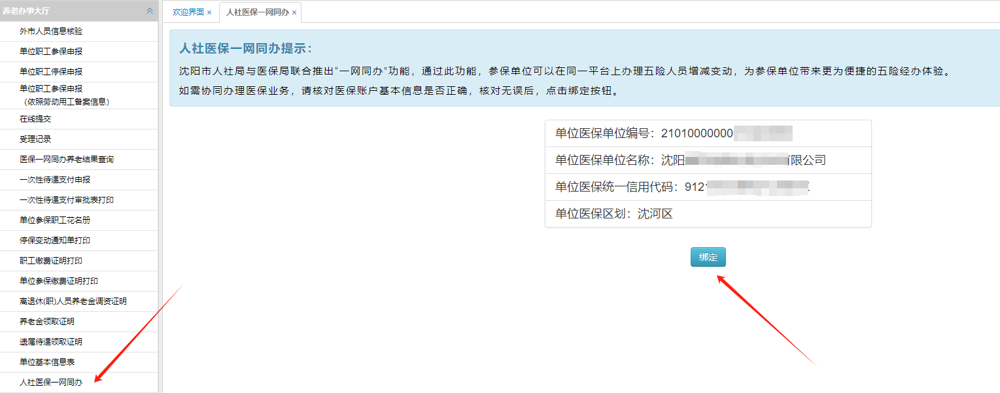 养老办事大厅
外市人员信息核验
单位职工参保申报
单位职工停保申报
单位职工参保申报
（依照劳动用工备案信息）
在线提交
受理记录
医保一网同办养老结果查询
一次性待遇支付申报
一次性待遇支付审批表打印
单位参保职工花名册
停保变动通知单打印
职工缴费证明打印
单位参保缴费证明打印
离退休(职)人员养老金调资证明
养老金领取证明
遗属待遇领取证明
单位基本信息表
人社医保一网同办
欢迎界面 ×
人社医保一网同办 ×
人社医保一网同办提示：
沈阳市人社局与医保局联合推出“一网同办”功能，通过此功能，参保单位可以在同一平台上办理五险人员增减变动，为参保单位带来更为便捷的五险经办体验。
如需协同办理医保业务，请核对医保账户基本信息是否正确，核对无误后，点击绑定按钮。
单位医保单位编号：21010000000
单位医保单位名称：沈阳 有限公司
单位医保统一信用代码：912
单位医保区划：沈河区
绑定